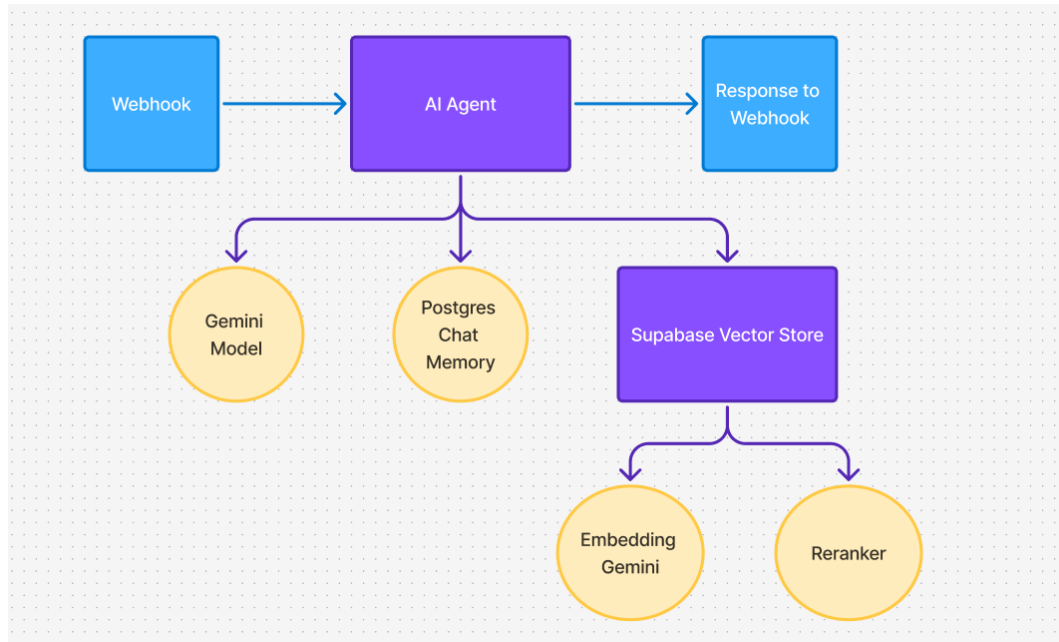 Webhook
AI Agent
Response to
Webhook
Gemini
Model
Postgres
Chat
Memory
Supabase Vector Store
Embedding
Gemini
Reranker